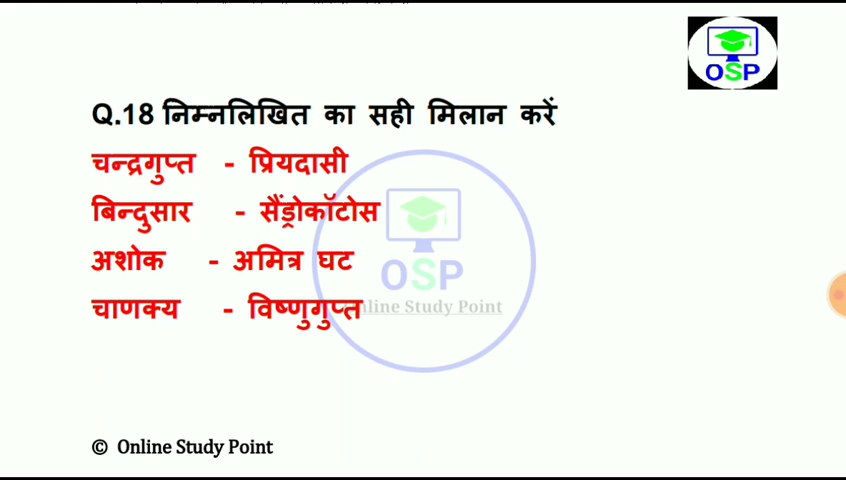 OSP
Q.18 निम्नलिखित का सही मिलान करें
चन्द्रगुप्त - प्रियदासी
बिन्दुसार - सैंड्रोकॉटोस
अशोक - अमित्र घट
चाणक्य - विष्णुगुप्त
OSP
Online Study Point
© Online Study Point